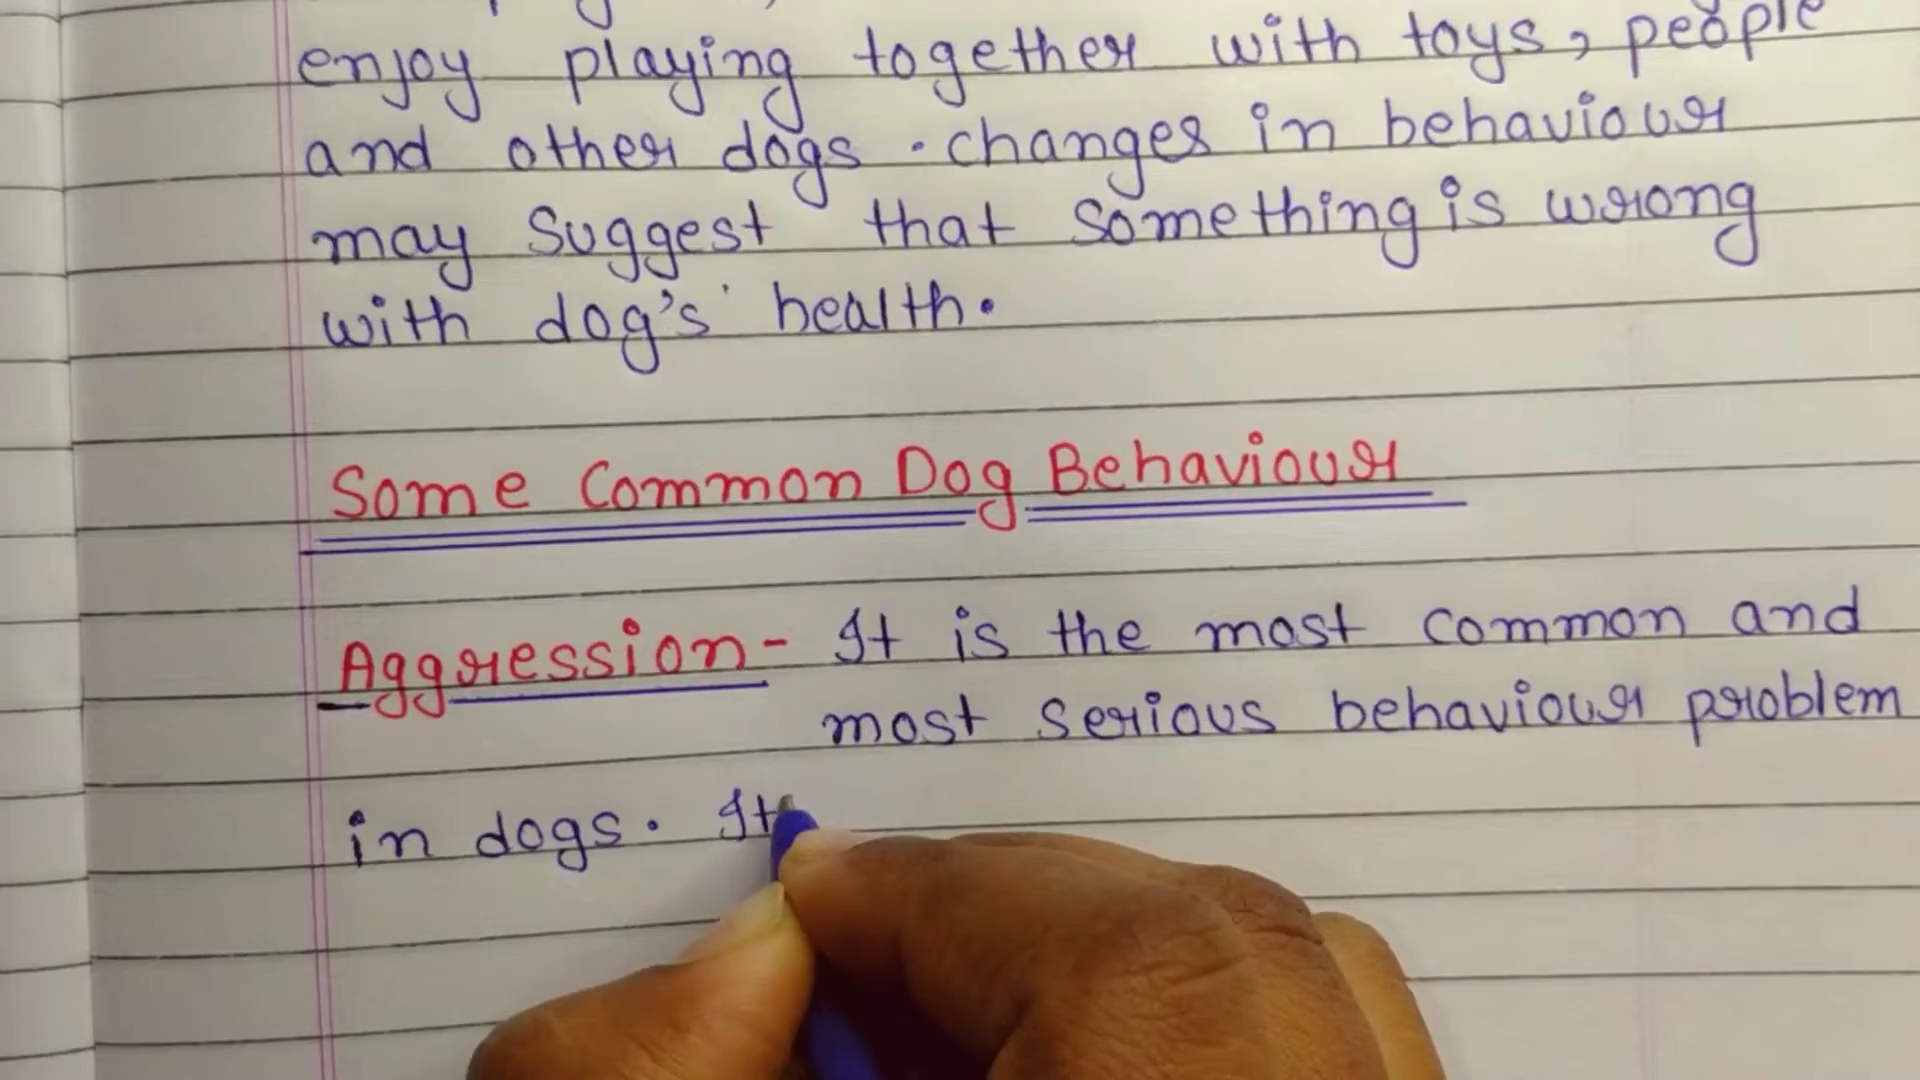 enjoy playing together with toys, people
and other dogs. changes in behaviour
may suggest that something is wrong
with dog's health.
Some Common Dog Behaviour
Aggression- It is the most common and
most serious behaviour problem
in dogs. It